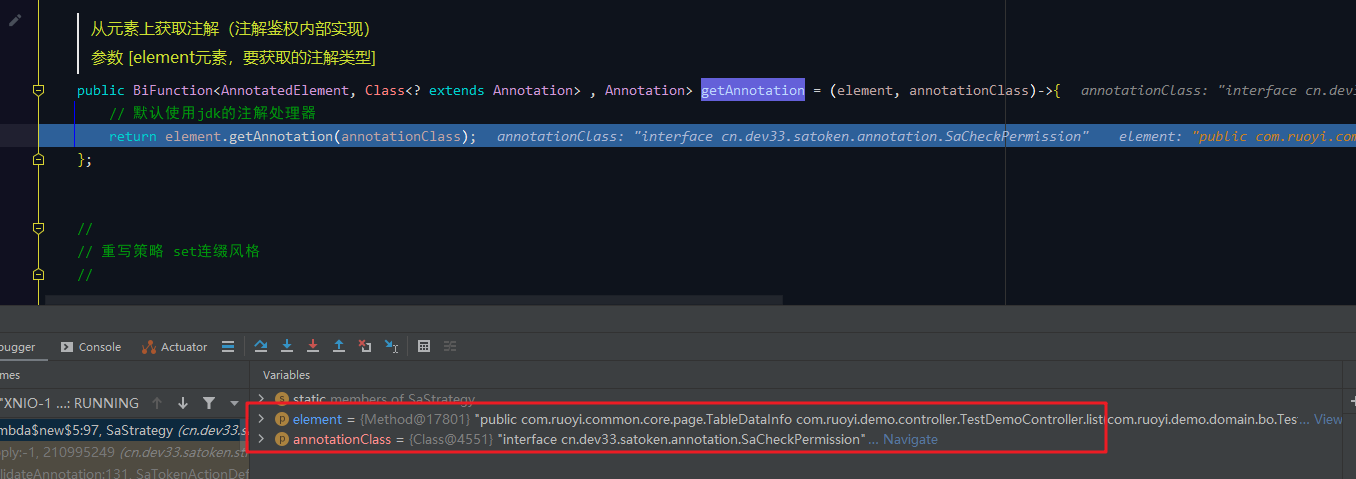 从元素上获取注解（注解鉴权内部实现）
参数 [element元素，要获取的注解类型]
public BiFunction<AnnotatedElement, Class<? extends Annotation> , Annotation> getAnnotation = (element, annotationClass)->{ annotationClass: "interface cn.dev3
// 默认使用jdk的注解处理器
return element.getAnnotation(annotationClass); annotationClass: "interface cn.dev33.satoken.annotation.SaCheckPermission" element: "public com.ruoyi.com
};
//
// 重写策略 set连缀风格
//
bugger Console Actuator
mes
Variables
"XNIO-1 ...: RUNNING
static members of SaStrategy
element = {Method@17801} "public com.ruoyi.common.core.page.TableDataInfo com.ruoyi.demo.controller.TestDemoController.list(com.ruoyi.demo.domain.bo.Tes... View
mbda$new$5:97, SaStrategy (cn.dev33.s
annotationClass = {Class@4551} "interface cn.dev33.satoken.annotation.SaCheckPermission" ... Navigate
ply:-1, 210995249 (cn.dev33.satoken.st
lidateAnnotation:131, SaTokenActionDef